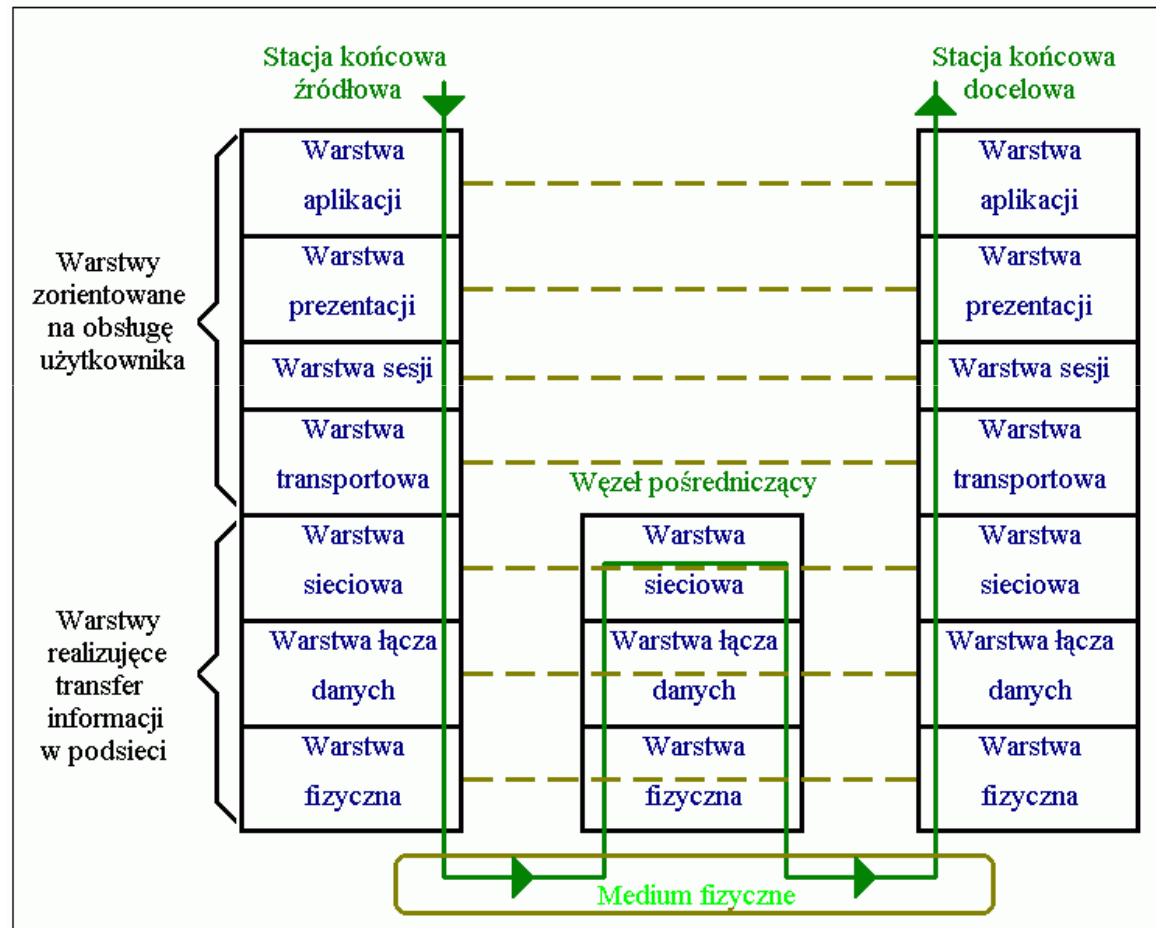 Stacja końcowa
źródłowa
Stacja końcowa
docelowa
Warstwy
zorientowane
na obsługę
użytkownika
Warstwy
realizujęce
transfer
informacji
w podsieci
Warstwa
aplikacji
Warstwa
prezentacji
Warstwa sesji
Warstwa
transportowa
Warstwa
sieciowa
Warstwa łącza
danych
Warstwa
fizyczna
Węzeł pośredniczący
Warstwa
sieciowa
Warstwa łącza
danych
Warstwa
fizyczna
Warstwa
aplikacji
Warstwa
prezentacji
Warstwa sesji
Warstwa
transportowa
Warstwa
sieciowa
Warstwa łącza
danych
Warstwa
fizyczna
Medium fizyczne